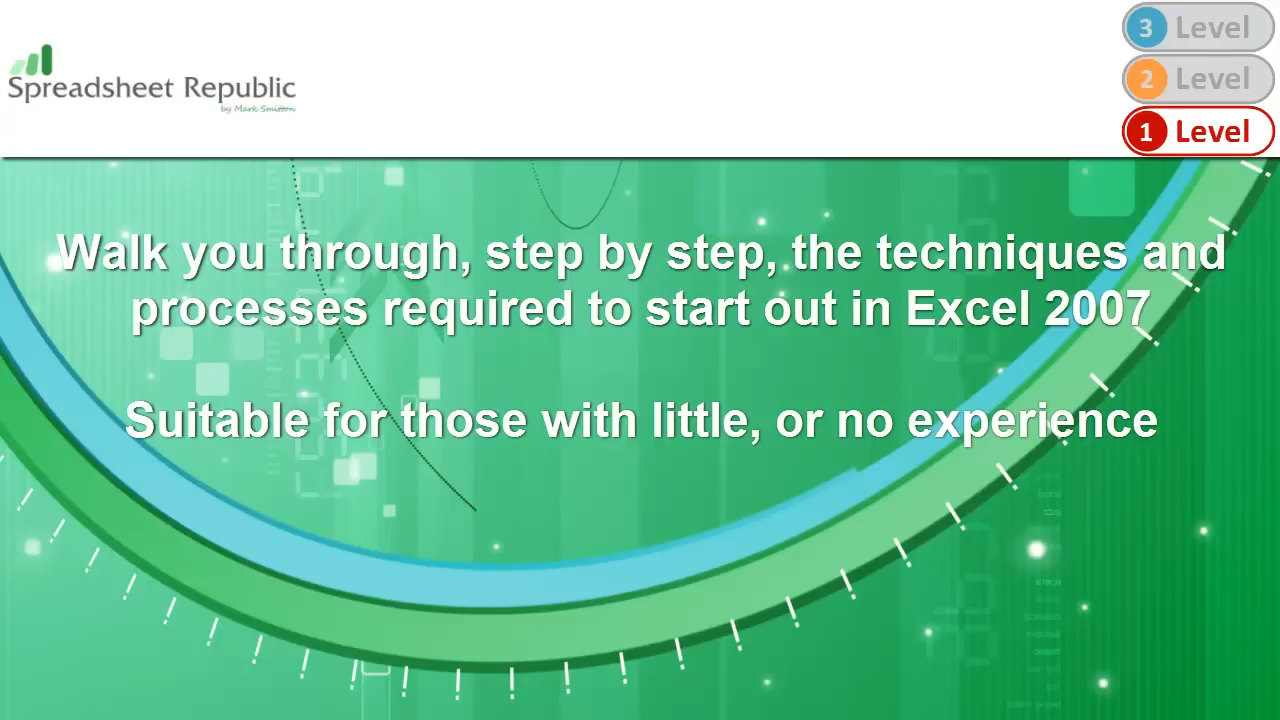 Spreadsheet Republic
by Mark Smitton
3 Level
2 Level
1 Level
Walk you through, step by step, the techniques and
processes required to start out in Excel 2007
Suitable for those with little, or no experience